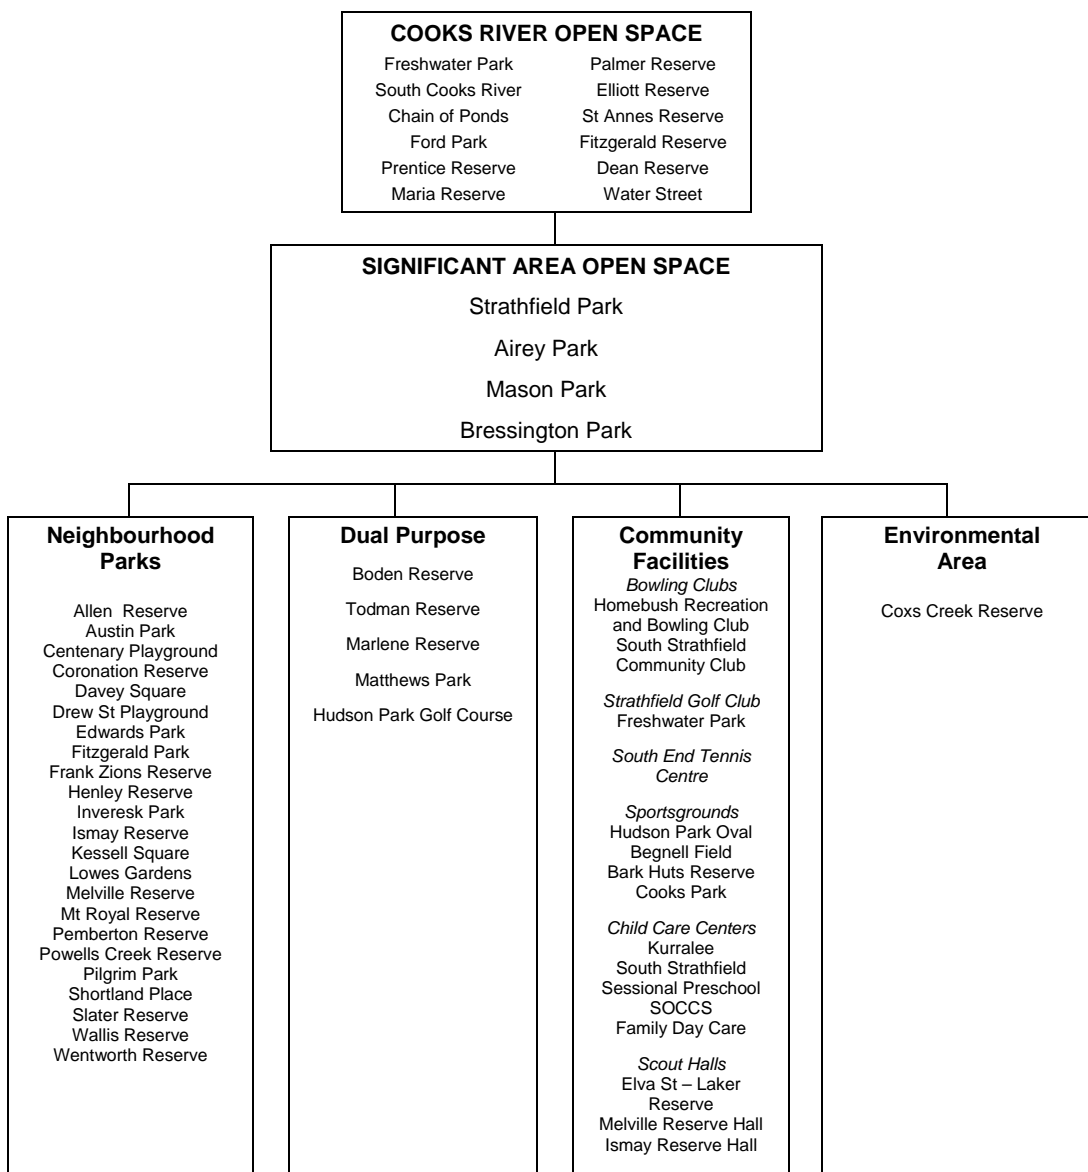 COOKS RIVER OPEN SPACE
Freshwater Park Palmer Reserve
South Cooks River Elliott Reserve
Chain of Ponds St Annes Reserve
Ford Park Fitzgerald Reserve
Prentice Reserve Dean Reserve
Maria Reserve Water Street
SIGNIFICANT AREA OPEN SPACE
Strathfield Park
Airey Park
Mason Park
Bressington Park
Neighbourhood
Parks
Allen Reserve
Austin Park
Centenary Playground
Coronation Reserve
Davey Square
Drew St Playground
Edwards Park
Fitzgerald Park
Frank Zions Reserve
Henley Reserve
Inveresk Park
Ismay Reserve
Kessell Square
Lowes Gardens
Melville Reserve
Mt Royal Reserve
Pemberton Reserve
Powells Creek Reserve
Pilgrim Park
Shortland Place
Slater Reserve
Wallis Reserve
Wentworth Reserve
Dual Purpose
Boden Reserve
Todman Reserve
Marlene Reserve
Matthews Park
Hudson Park Golf Course
Community
Facilities
Bowling Clubs
Homebush Recreation
and Bowling Club
South Strathfield
Community Club
Strathfield Golf Club
Freshwater Park
South End Tennis
Centre
Sportsgrounds
Hudson Park Oval
Begnell Field
Bark Huts Reserve
Cooks Park
Child Care Centers
Kurralee
South Strathfield
Sessional Preschool
SOCCS
Family Day Care
Scout Halls
Elva St – Laker
Reserve
Melville Reserve Hall
Ismay Reserve Hall
Environmental
Area
Coxs Creek Reserve